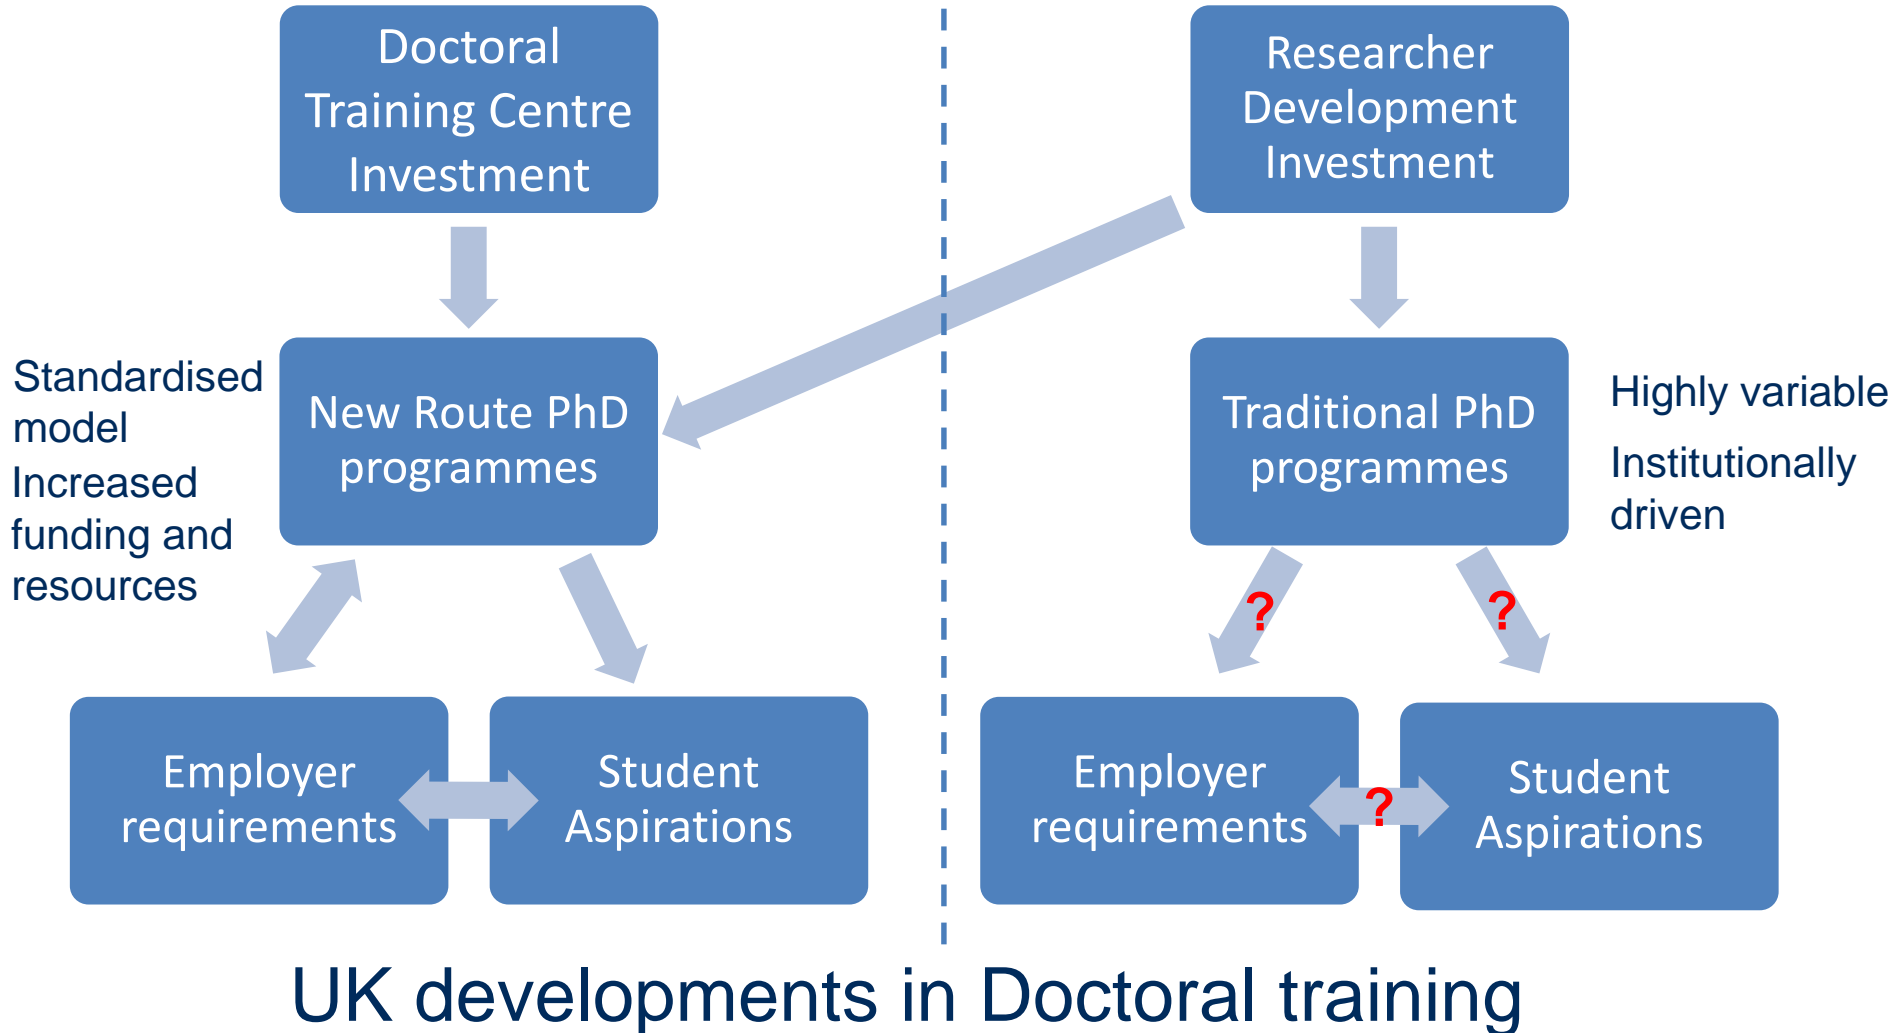 Doctoral
Training Centre
Investment
Researcher
Development
Investment
Standardised
model
Increased
funding and
resources
New Route PhD
programmes
Traditional PhD
programmes
Highly variable
Institutionally
driven
?
?
Employer
requirements
Student
Aspirations
Employer
requirements
?
Student
Aspirations
UK developments in Doctoral training